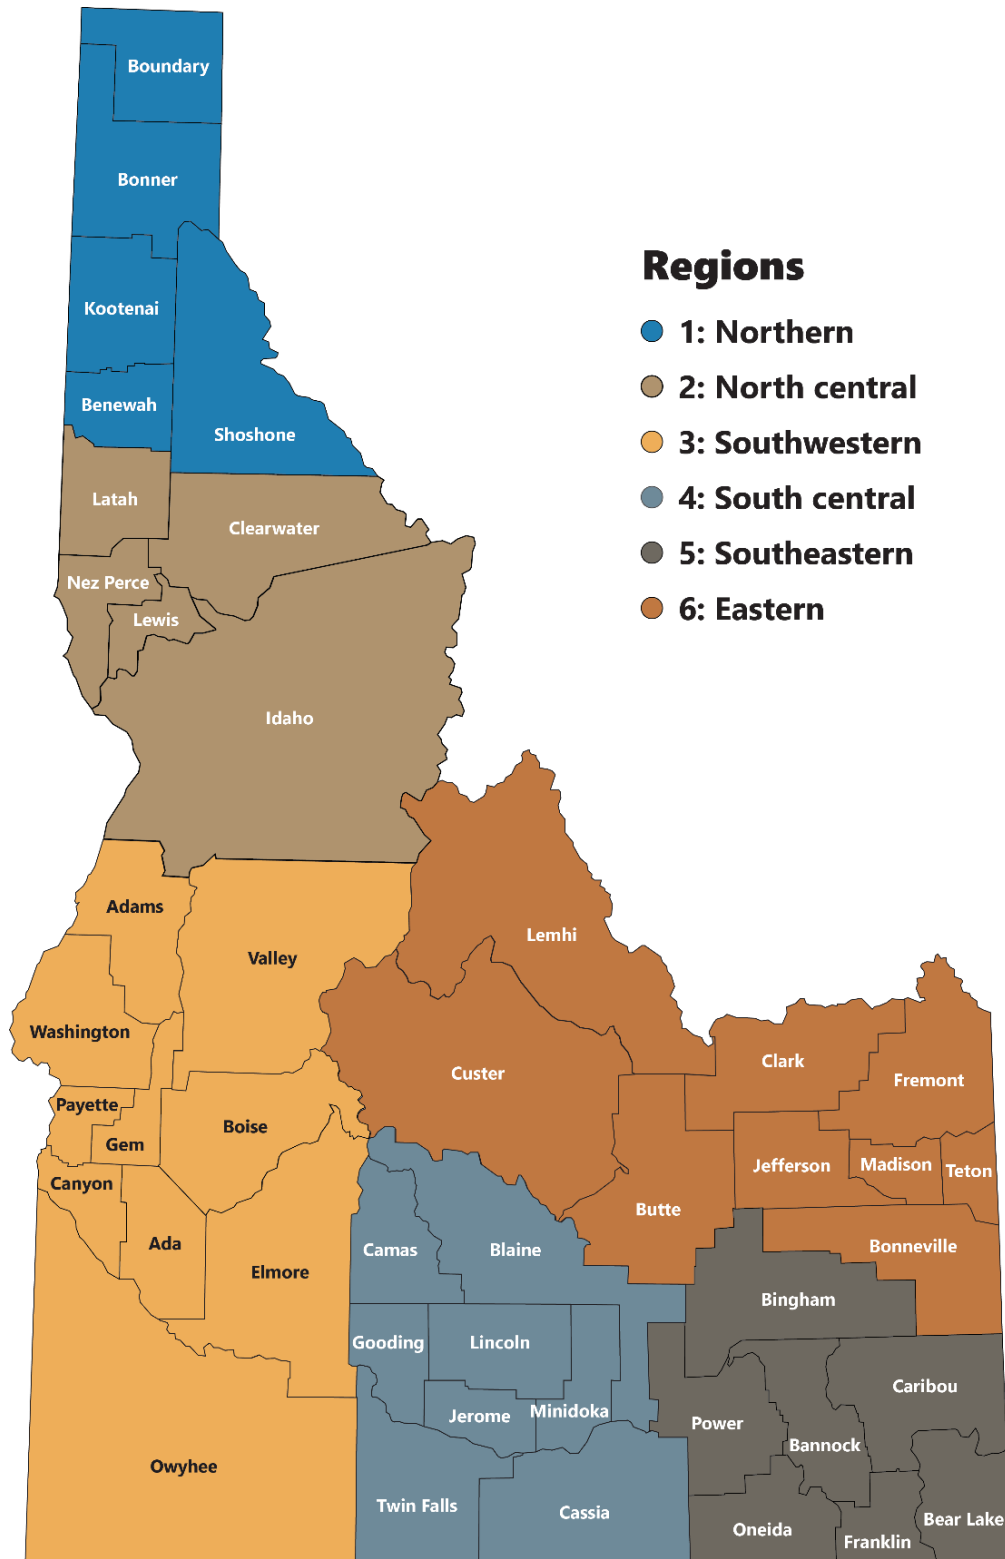 Boundary
Bonner
Kootenai
Benewah
Shoshone
Regions
1: Northern
2: North central
3: Southwestern
4: South central
5: Southeastern
6: Eastern
Latah
Clearwater
Nez Perce
Lewis
Idaho
Adams
Valley
Lemhi
Washington
Custer
Clark
Fremont
Payette
Boise
Gem
Jefferson
Madison
Teton
Canyon
Butte
Ada
Camas
Blaine
Bonneville
Elmore
Bingham
Gooding
Lincoln
Caribou
Jerome
Minidoka
Power
Bannock
Owyhee
Twin Falls
Cassia
Oneida
Bear Lake
Franklin